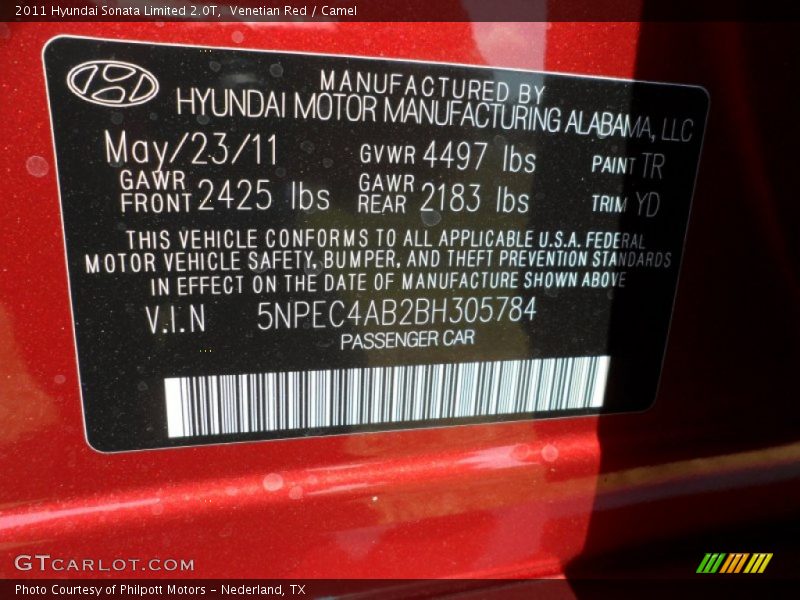 2011 Hyundai Sonata Limited 2.0T, Venetian Red / Camel
MANUFACTURED BY
HYUNDAI MOTOR MANUFACTURING ALABAMA, LLC
May/23/11 GVWR 4497 lbs PAINT TR
GAWR FRONT 2425 lbs GAWR REAR 2183 lbs TRIM YD
THIS VEHICLE CONFORMS TO ALL APPLICABLE U.S.A. FEDERAL
MOTOR VEHICLE SAFETY, BUMPER, AND THEFT PREVENTION STANDARDS
IN EFFECT ON THE DATE OF MANUFACTURE SHOWN ABOVE
V.I.N 5NPEC4AB2BH305784
PASSENGER CAR
GTCARLOT.COM
Photo Courtesy of Philpott Motors - Nederland, TX